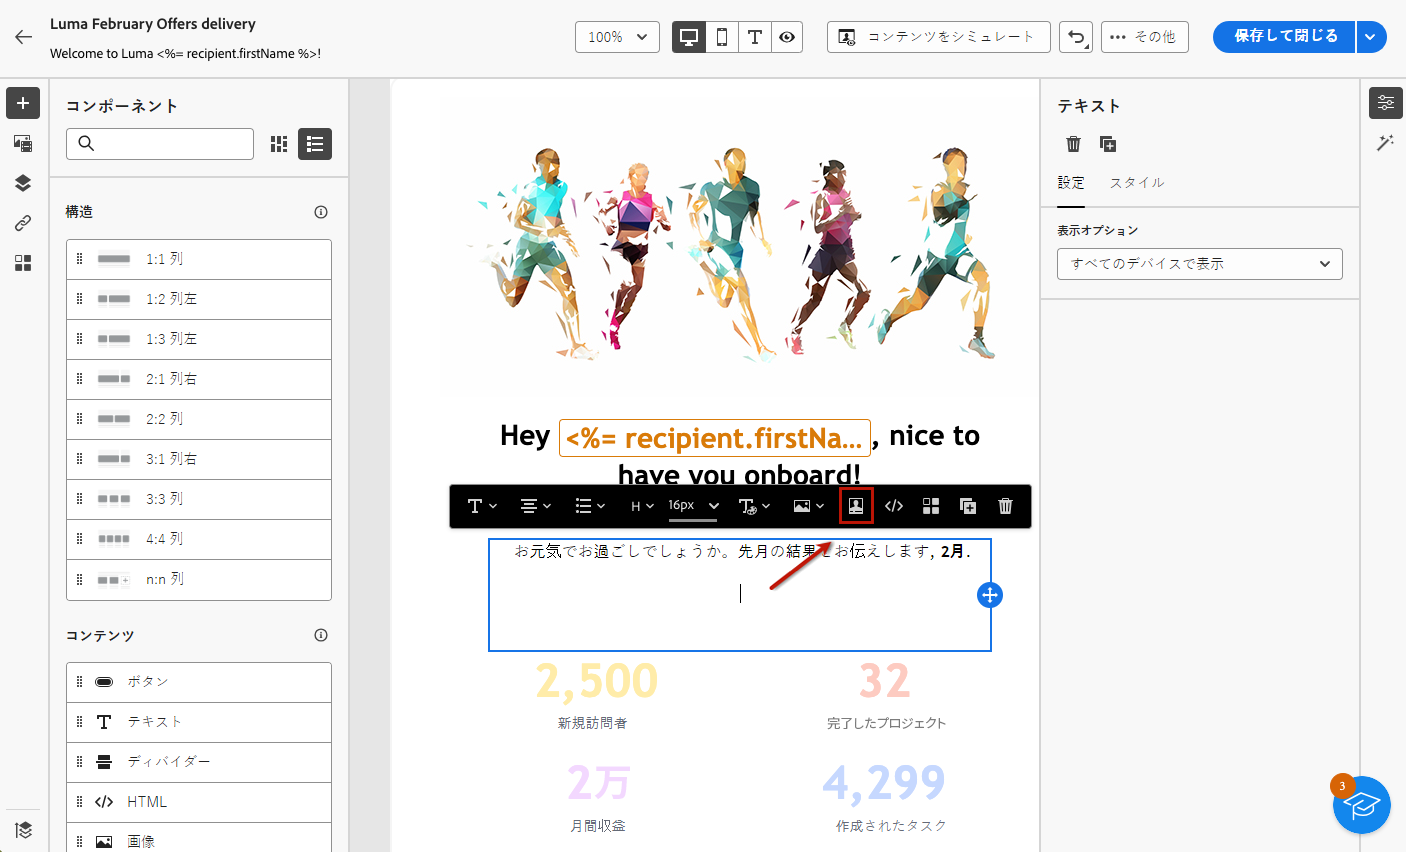 Luma February Offers delivery
Welcome to Luma <%= recipient.firstName %>!
100%
コンテンツをシミュレート
その他
保存して閉じる
コンポーネント
構造
1:1 列
1:2 列左
1:3 列左
2:1 列右
2:2 列
3:1 列右
3:3 列
4:4 列
n:n 列
コンテンツ
ボタン
テキスト
ディバイダー
HTML
画像
Hey <%= recipient.firstNa... , nice to
have you onboard!
H
16px
お元気でお過ごしでしょうか。先月の結果をお伝えします, 2月.
2,500
32
新規訪問者
完了したプロジェクト
2万
4,299
月間収益
作成されたタスク
テキスト
設定
スタイル
表示オプション
すべてのデバイスで表示
3